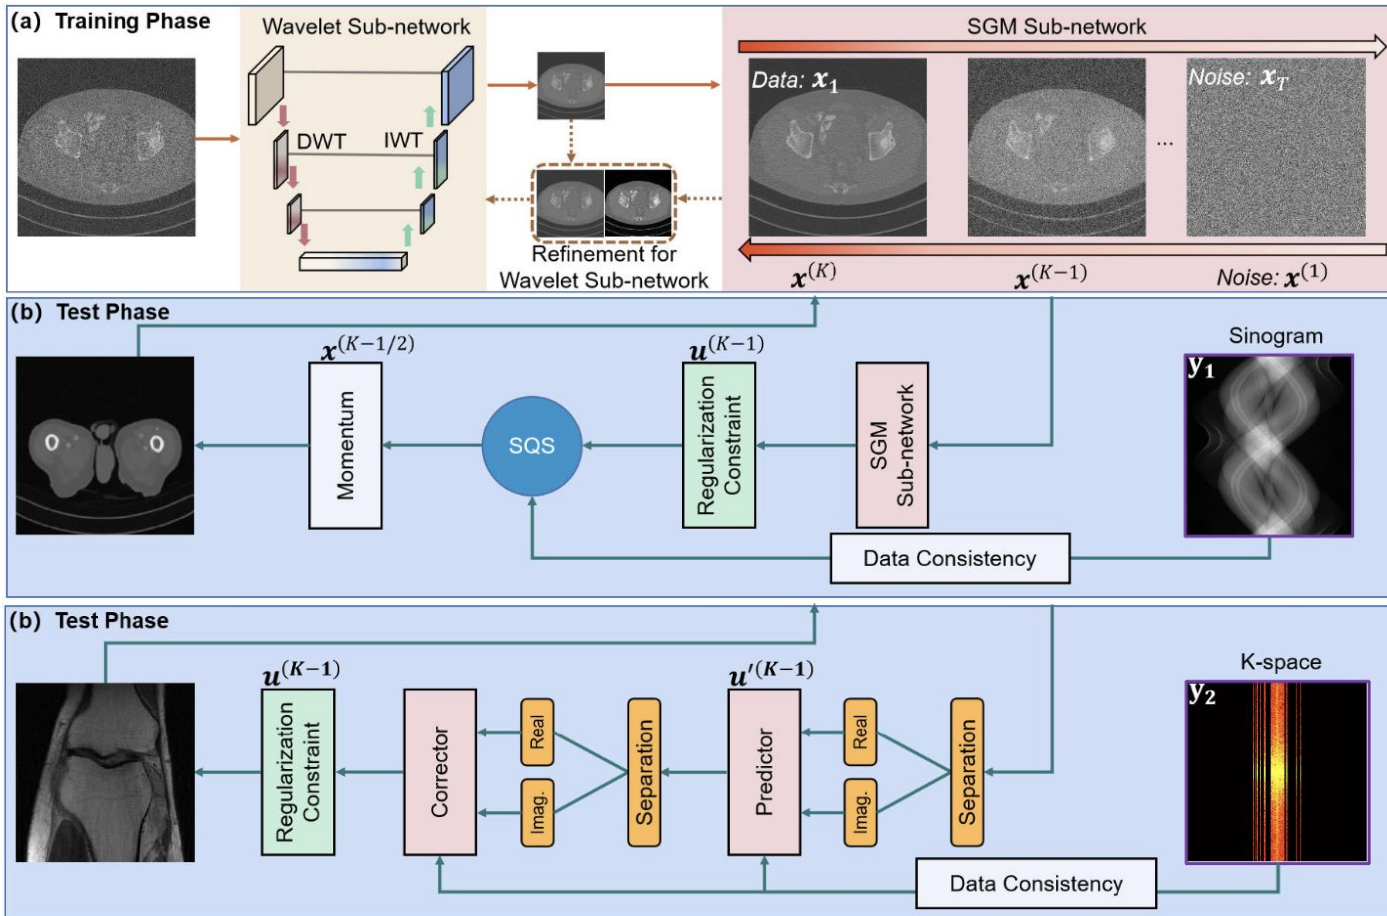 (a) Training Phase
Wavelet Sub-network
SGM Sub-network
DWT
IWT
Data: x₁
Noise: x_T
...
Refinement for
Wavelet Sub-network
x⁽ᴷ⁾
x⁽ᴷ⁻¹⁾
Noise: x⁽¹⁾
(b) Test Phase
x^(K−1/2)
u^(K−1)
Sinogram
y₁
Momentum
SQS
Regularization
Constraint
SGM
Sub-network
Data Consistency
(b) Test Phase
u^(K−1)
u′^(K−1)
K-space
y₂
Regularization
Constraint
Corrector
Real
Imag.
Separation
Predictor
Real
Imag.
Separation
Data Consistency